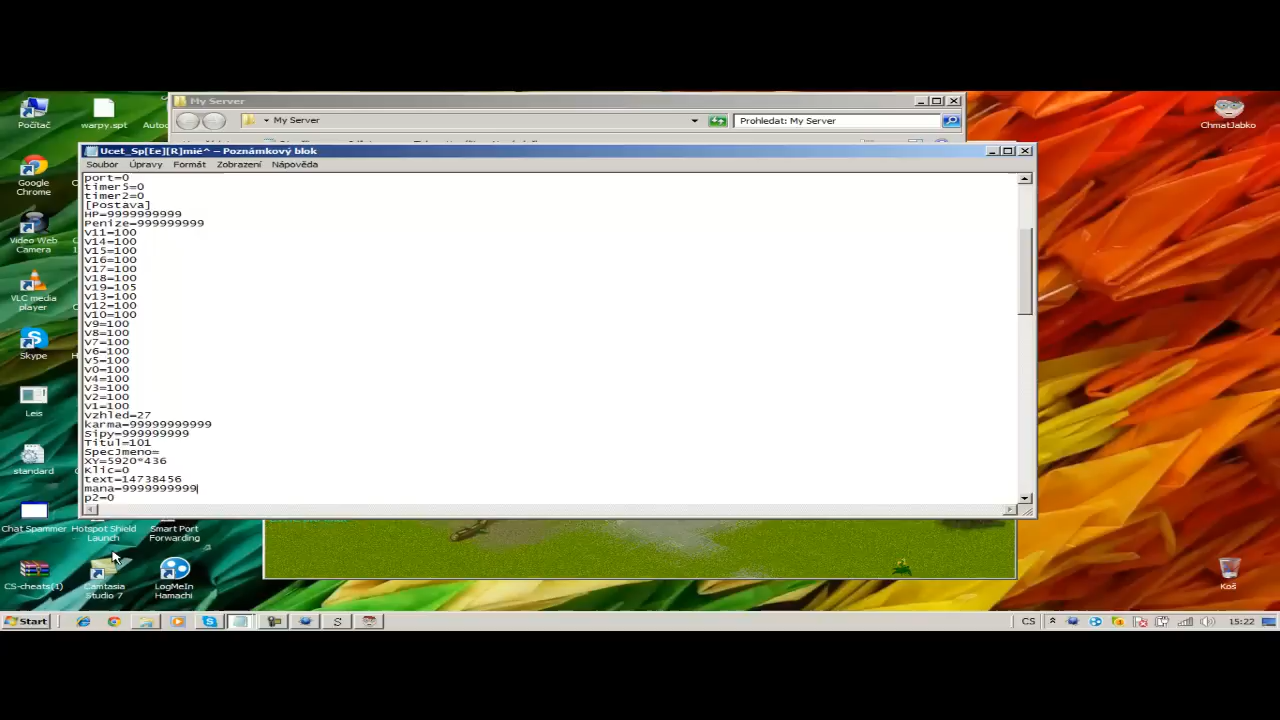 My Server
My Server
Prohledat: My Server
Ucet_Sp[Ee][R]mié^ – Poznámkový blok
Soubor Úpravy Formát Zobrazení Nápověda
port=0
timer5=0
timer2=0
[Postava]
HP=9999999999
Penize=999999999
v11=100
v14=100
v15=100
v16=100
v17=100
v18=100
v19=105
v13=100
v12=100
v10=100
v9=100
v8=100
v7=100
v6=100
v5=100
v0=100
v4=100
v3=100
v2=100
v1=100
vzhled=27
karma=99999999999
Sipy=999999999
Titul=101
SpecJmeno=
XY=5920*436
Klic=0
text=14738456
mana=9999999999
p2=0
Počítač
warpy.spt
Autoc
Google
Chrome
Video Web
Camera
VLC media
player
Skype
Leis
standard
Chat Spammer
Hotspot Shield
Launch
Smart Port
Forwarding
CS-cheats(1)
Camtasia
Studio 7
LogMeIn
Hamachi
ChmatJabko
Koš
Start
CS
15:22